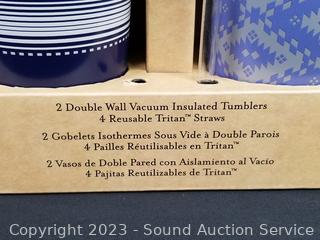 2 Double Wall Vacuum Insulated Tumblers
4 Reusable Tritan™ Straws
2 Gobelets Isothermes Sous Vide à Double Parois
4 Pailles Réutilisables en Tritan™
2 Vasos de Doble Pared con Aislamiento al Vacío
4 Pajitas Reutilizables de Tritan™
Copyright 2023 - Sound Auction Service